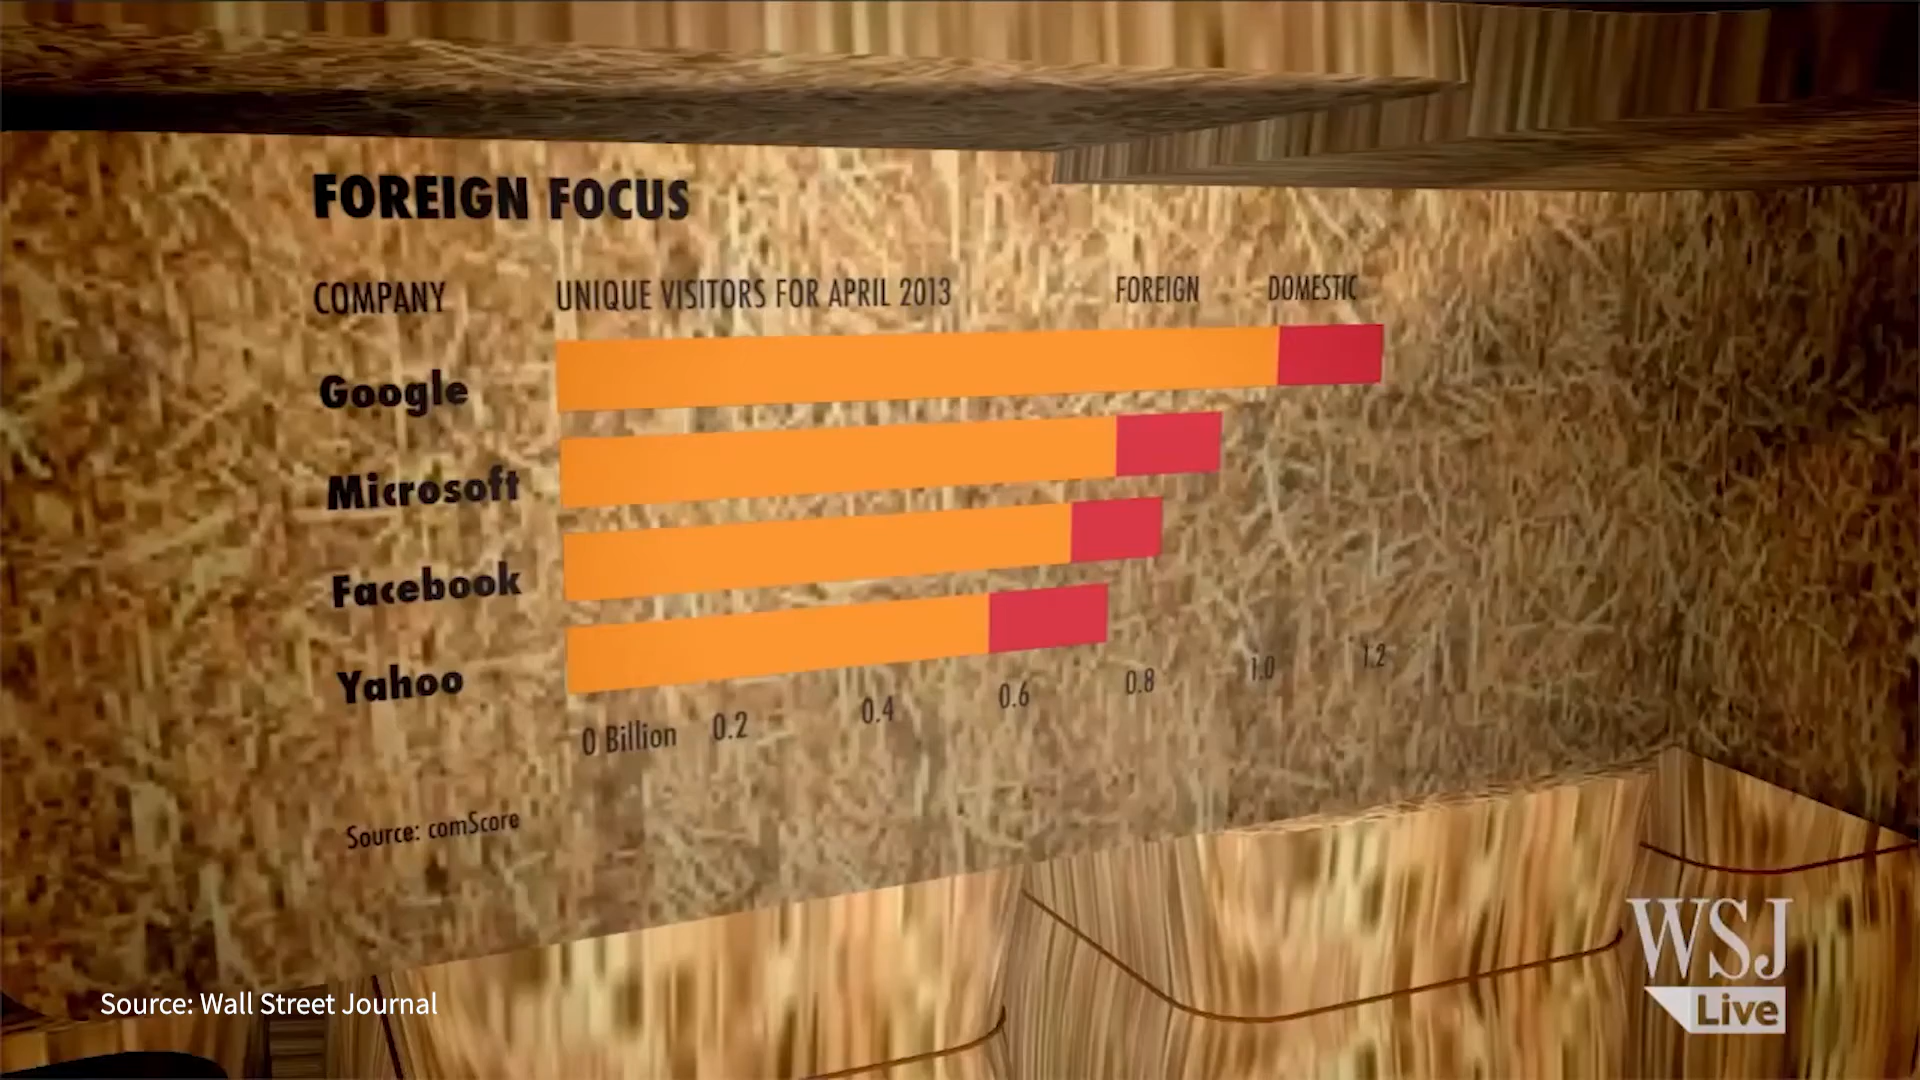 FOREIGN FOCUS
COMPANY UNIQUE VISITORS FOR APRIL 2013 FOREIGN DOMESTIC
Google
Microsoft
Facebook
Yahoo
0 Billion 0.2 0.4 0.6 0.8 1.0 1.2
Source: comScore
Source: Wall Street Journal
WSJ
Live